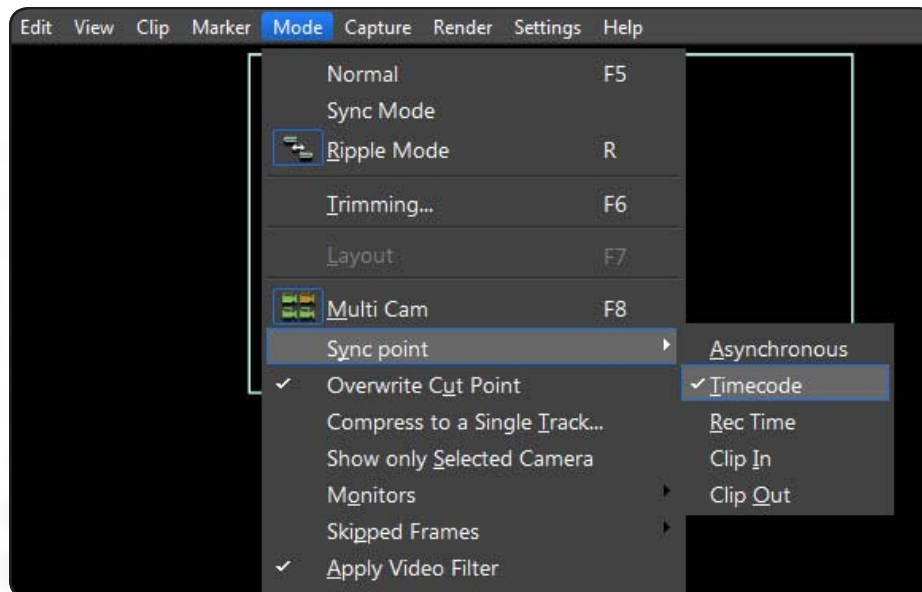 Edit View Clip Marker Mode Capture Render Settings Help
Normal F5
Sync Mode
Ripple Mode R
Trimming... F6
Layout F7
Multi Cam F8
Sync point
Overwrite Cut Point
Compress to a Single Track...
Show only Selected Camera
Monitors
Skipped Frames
Apply Video Filter
Asynchronous
Timecode
Rec Time
Clip In
Clip Out